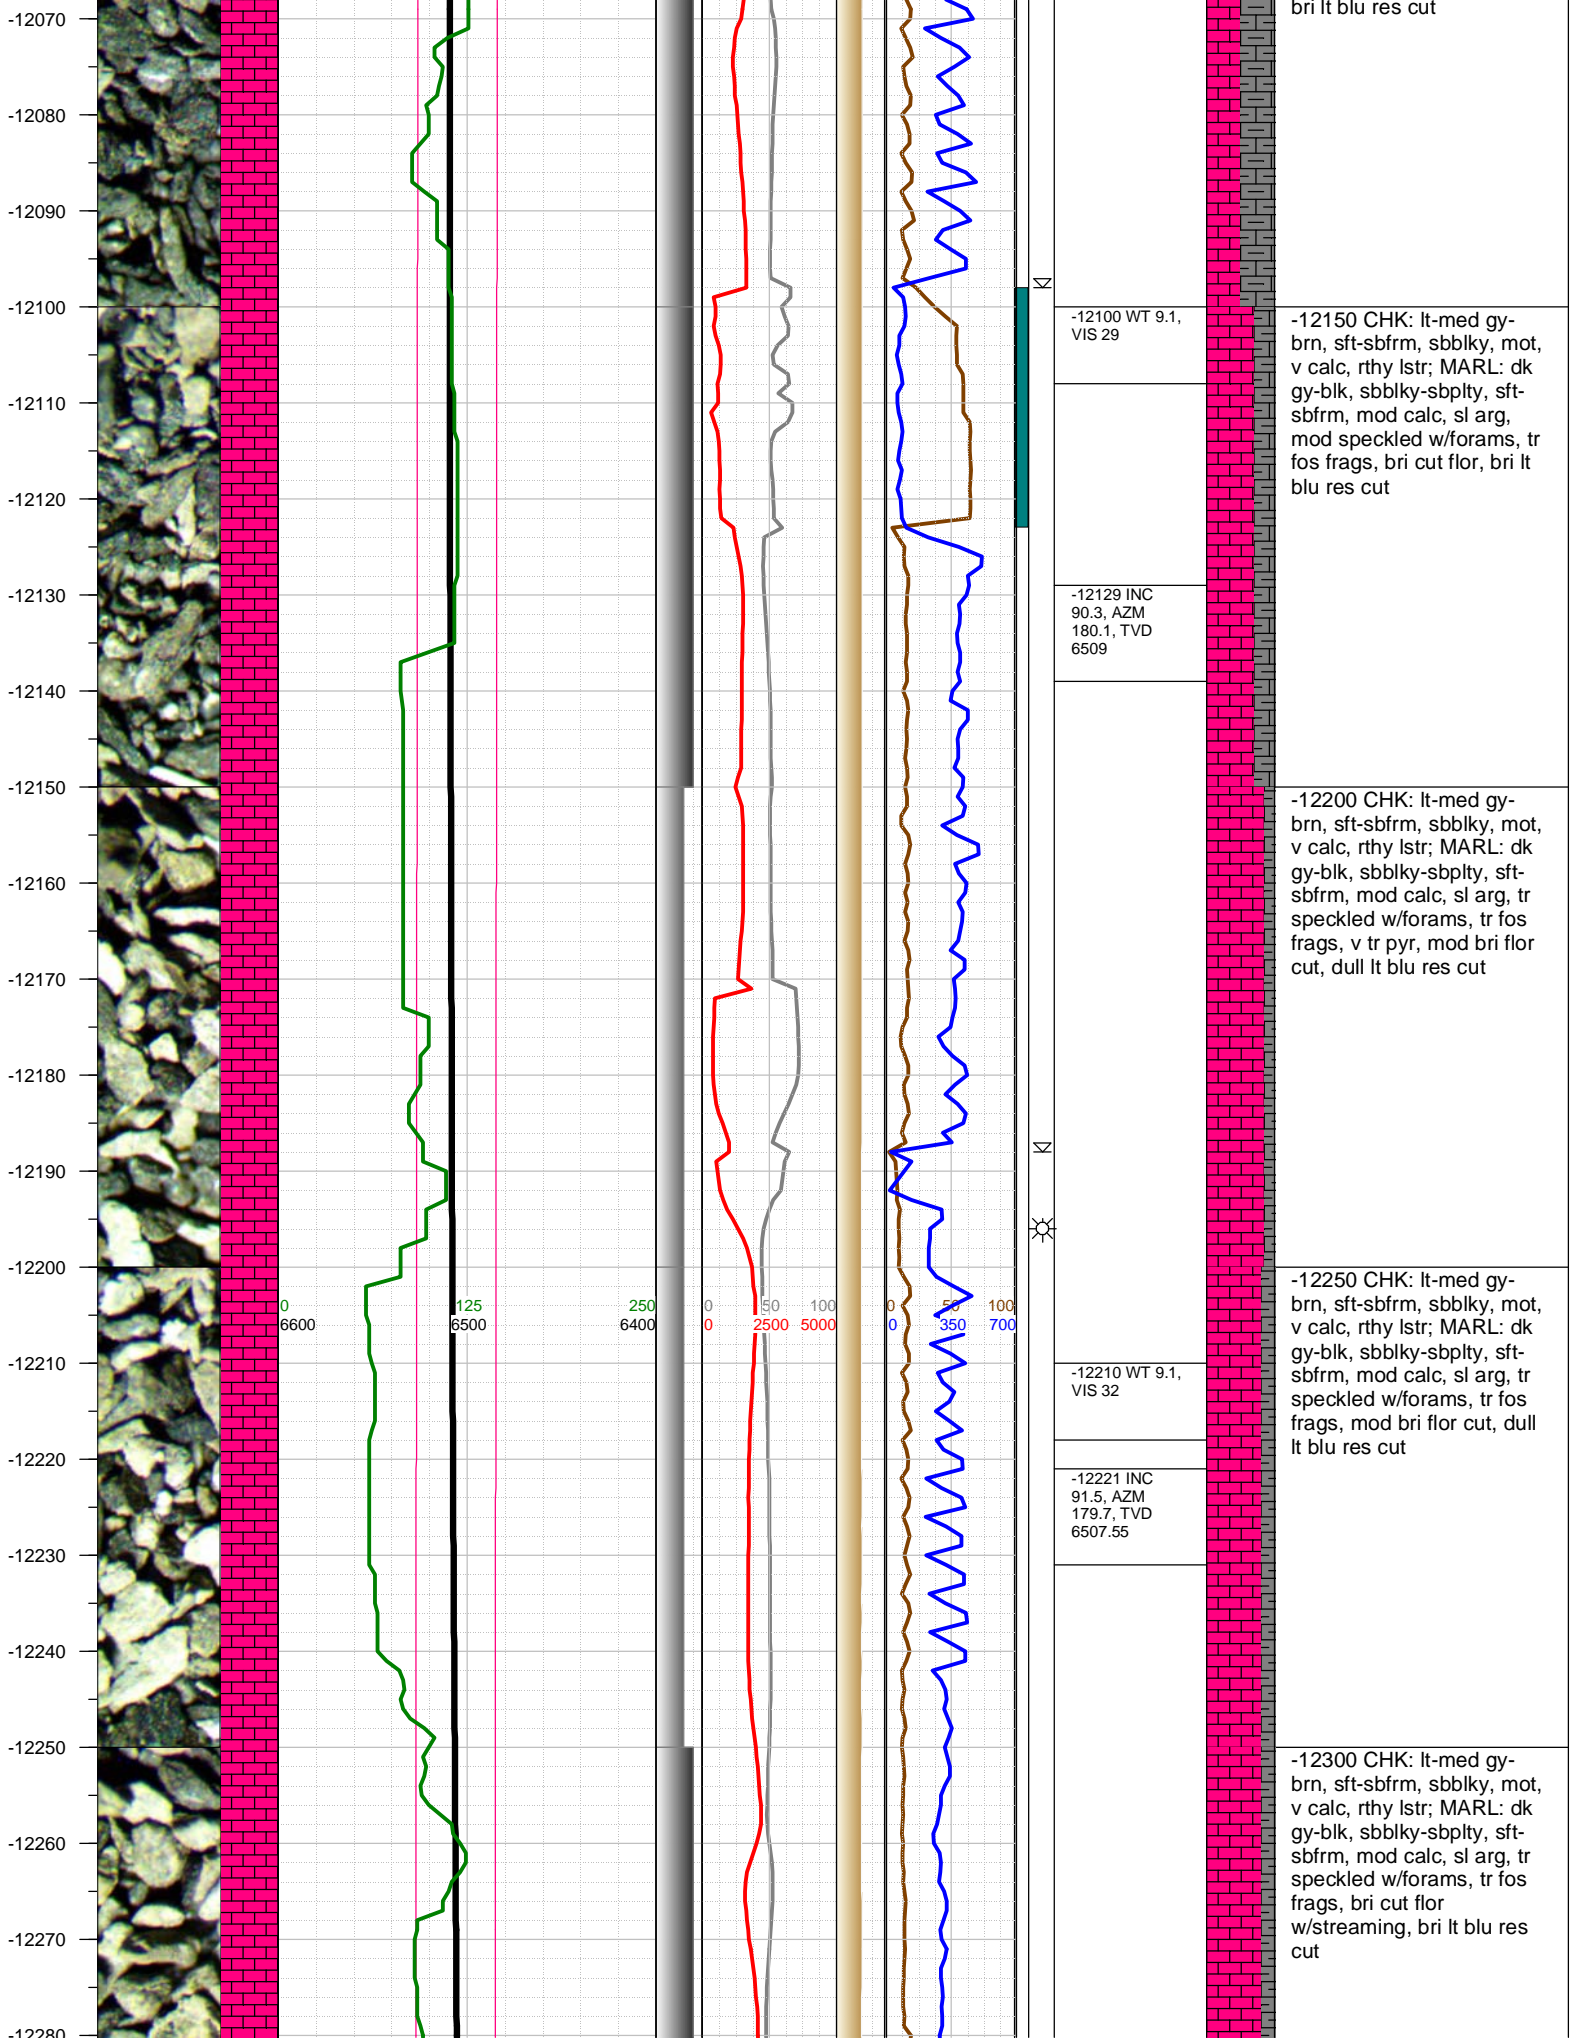 bri lt blu res cut
-12070
-12080
-12090
-12100
-12110
-12120
-12130
-12140
-12150
-12160
-12170
-12180
-12190
-12200
-12210
-12220
-12230
-12240
-12250
-12260
-12270
-12280
0 125 250
6600 6500 6400
0 50 100
0 2500 5000
0 50 100
0 350 700
-12100 WT 9.1,
VIS 29
-12129 INC
90.3, AZM
180.1, TVD
6509
-12210 WT 9.1,
VIS 32
-12221 INC
91.5, AZM
179.7, TVD
6507.55
-12150 CHK: lt-med gy-
brn, sft-sbfrm, sbblky, mot,
v calc, rthy lstr; MARL: dk
gy-blk, sbblky-sbplty, sft-
sbfrm, mod calc, sl arg,
mod speckled w/forams, tr
fos frags, bri cut flor, bri lt
blu res cut
-12200 CHK: lt-med gy-
brn, sft-sbfrm, sbblky, mot,
v calc, rthy lstr; MARL: dk
gy-blk, sbblky-sbplty, sft-
sbfrm, mod calc, sl arg, tr
speckled w/forams, tr fos
frags, v tr pyr, mod bri flor
cut, dull lt blu res cut
-12250 CHK: lt-med gy-
brn, sft-sbfrm, sbblky, mot,
v calc, rthy lstr; MARL: dk
gy-blk, sbblky-sbplty, sft-
sbfrm, mod calc, sl arg, tr
speckled w/forams, tr fos
frags, mod bri flor cut, dull
lt blu res cut
-12300 CHK: lt-med gy-
brn, sft-sbfrm, sbblky, mot,
v calc, rthy lstr; MARL: dk
gy-blk, sbblky-sbplty, sft-
sbfrm, mod calc, sl arg, tr
speckled w/forams, tr fos
frags, bri cut flor
w/streaming, bri lt blu res
cut